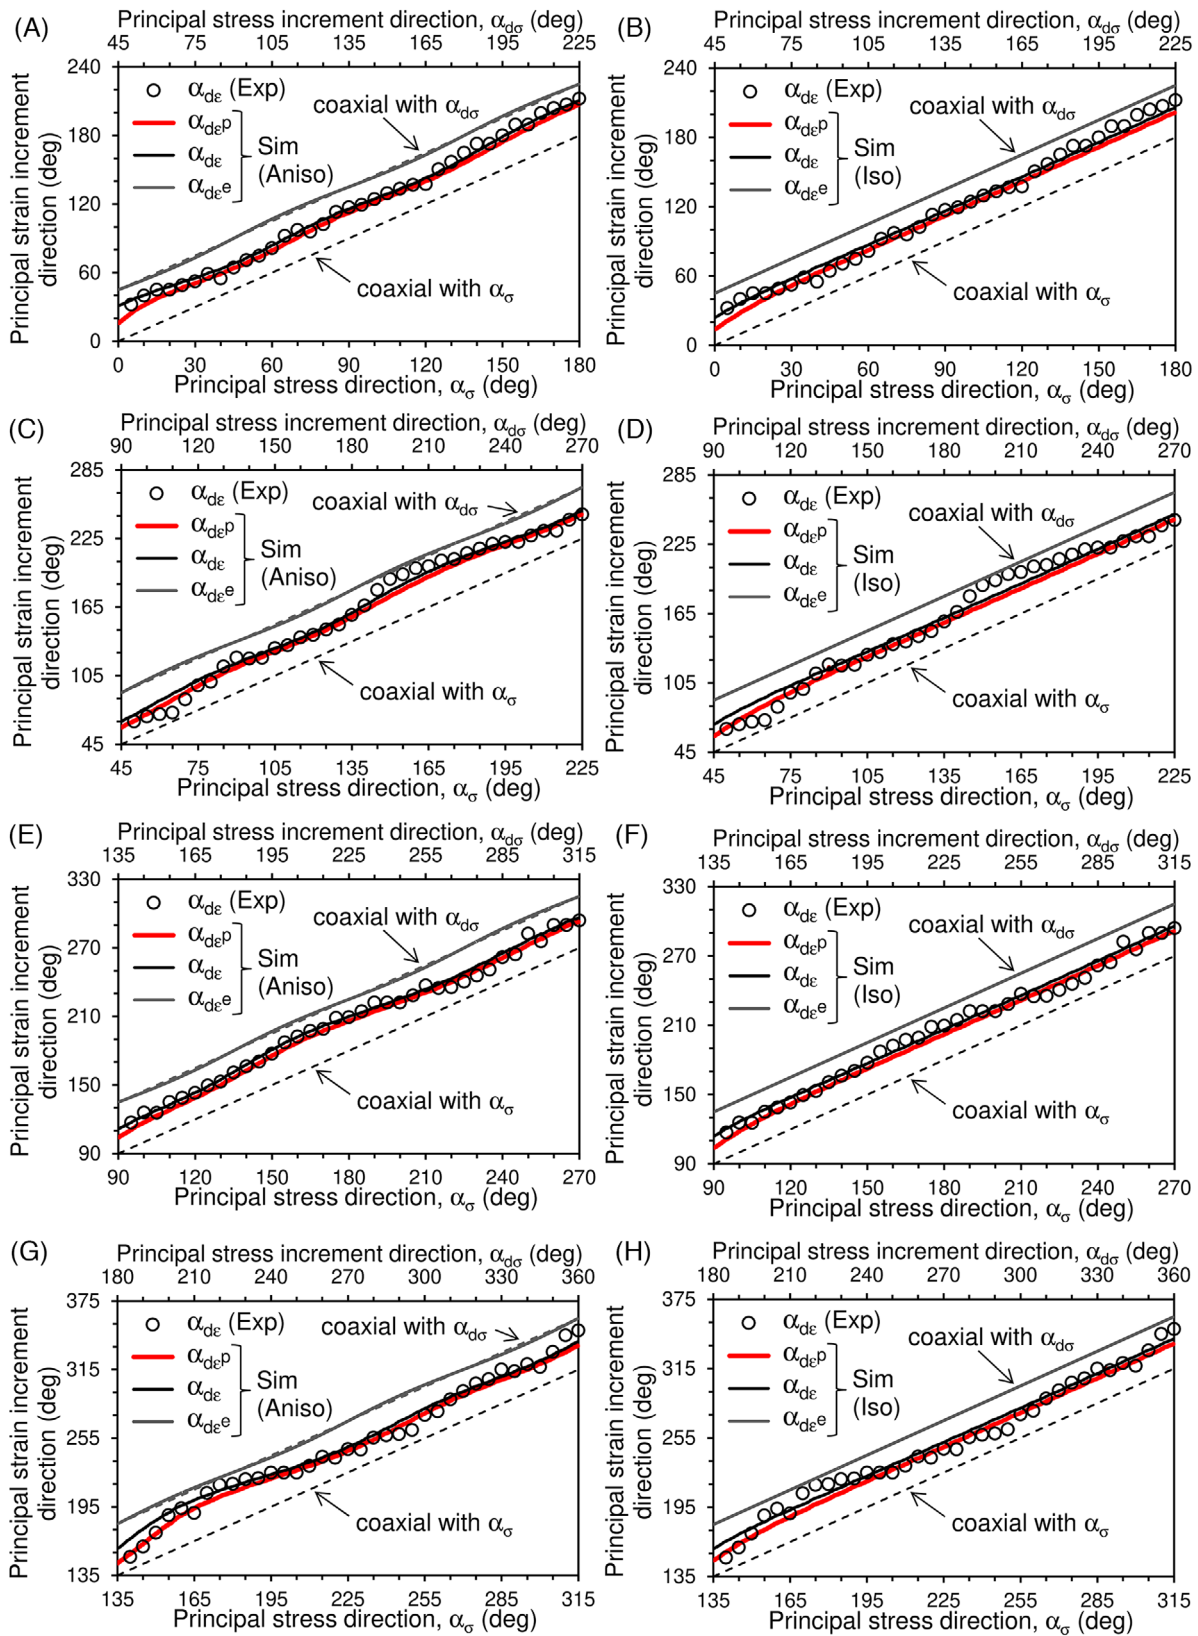 (A)
Principal stress increment direction, αdσ (deg)
45 75 105 135 165 195 225
Principal strain increment
direction (deg)
240
180
120
60
0
αdε (Exp)
αdεp
αdε
αdεe
Sim
(Aniso)
coaxial with αdσ
coaxial with ασ
0 30 60 90 120 150 180
Principal stress direction, ασ (deg)
(B)
Principal stress increment direction, αdσ (deg)
45 75 105 135 165 195 225
Principal strain increment
direction (deg)
240
180
120
60
0
αdε (Exp)
αdεp
αdε
αdεe
Sim
(Iso)
coaxial with αdσ
coaxial with ασ
0 30 60 90 120 150 180
Principal stress direction, ασ (deg)
(C)
Principal stress increment direction, αdσ (deg)
90 120 150 180 210 240 270
Principal strain increment
direction (deg)
285
225
165
105
45
αdε (Exp)
αdεp
αdε
αdεe
Sim
(Aniso)
coaxial with αdσ
coaxial with ασ
45 75 105 135 165 195 225
Principal stress direction, ασ (deg)
(D)
Principal stress increment direction, αdσ (deg)
90 120 150 180 210 240 270
Principal strain increment
direction (deg)
285
225
165
105
45
αdε (Exp)
αdεp
αdε
αdεe
Sim
(Iso)
coaxial with αdσ
coaxial with ασ
45 75 105 135 165 195 225
Principal stress direction, ασ (deg)
(E)
Principal stress increment direction, αdσ (deg)
135 165 195 225 255 285 315
Principal strain increment
direction (deg)
330
270
210
150
90
αdε (Exp)
αdεp
αdε
αdεe
Sim
(Aniso)
coaxial with αdσ
coaxial with ασ
90 120 150 180 210 240 270
Principal stress direction, ασ (deg)
(F)
Principal stress increment direction, αdσ (deg)
135 165 195 225 255 285 315
Principal strain increment
direction (deg)
330
270
210
150
90
αdε (Exp)
αdεp
αdε
αdεe
Sim
(Iso)
coaxial with αdσ
coaxial with ασ
90 120 150 180 210 240 270
Principal stress direction, ασ (deg)
(G)
Principal stress increment direction, αdσ (deg)
180 210 240 270 300 330 360
Principal strain increment
direction (deg)
375
315
255
195
135
αdε (Exp)
αdεp
αdε
αdεe
Sim
(Aniso)
coaxial with αdσ
coaxial with ασ
135 165 195 225 255 285 315
Principal stress direction, ασ (deg)
(H)
Principal stress increment direction, αdσ (deg)
180 210 240 270 300 330 360
Principal strain increment
direction (deg)
375
315
255
195
135
αdε (Exp)
αdεp
αdε
αdεe
Sim
(Iso)
coaxial with αdσ
coaxial with ασ
135 165 195 225 255 285 315
Principal stress direction, ασ (deg)